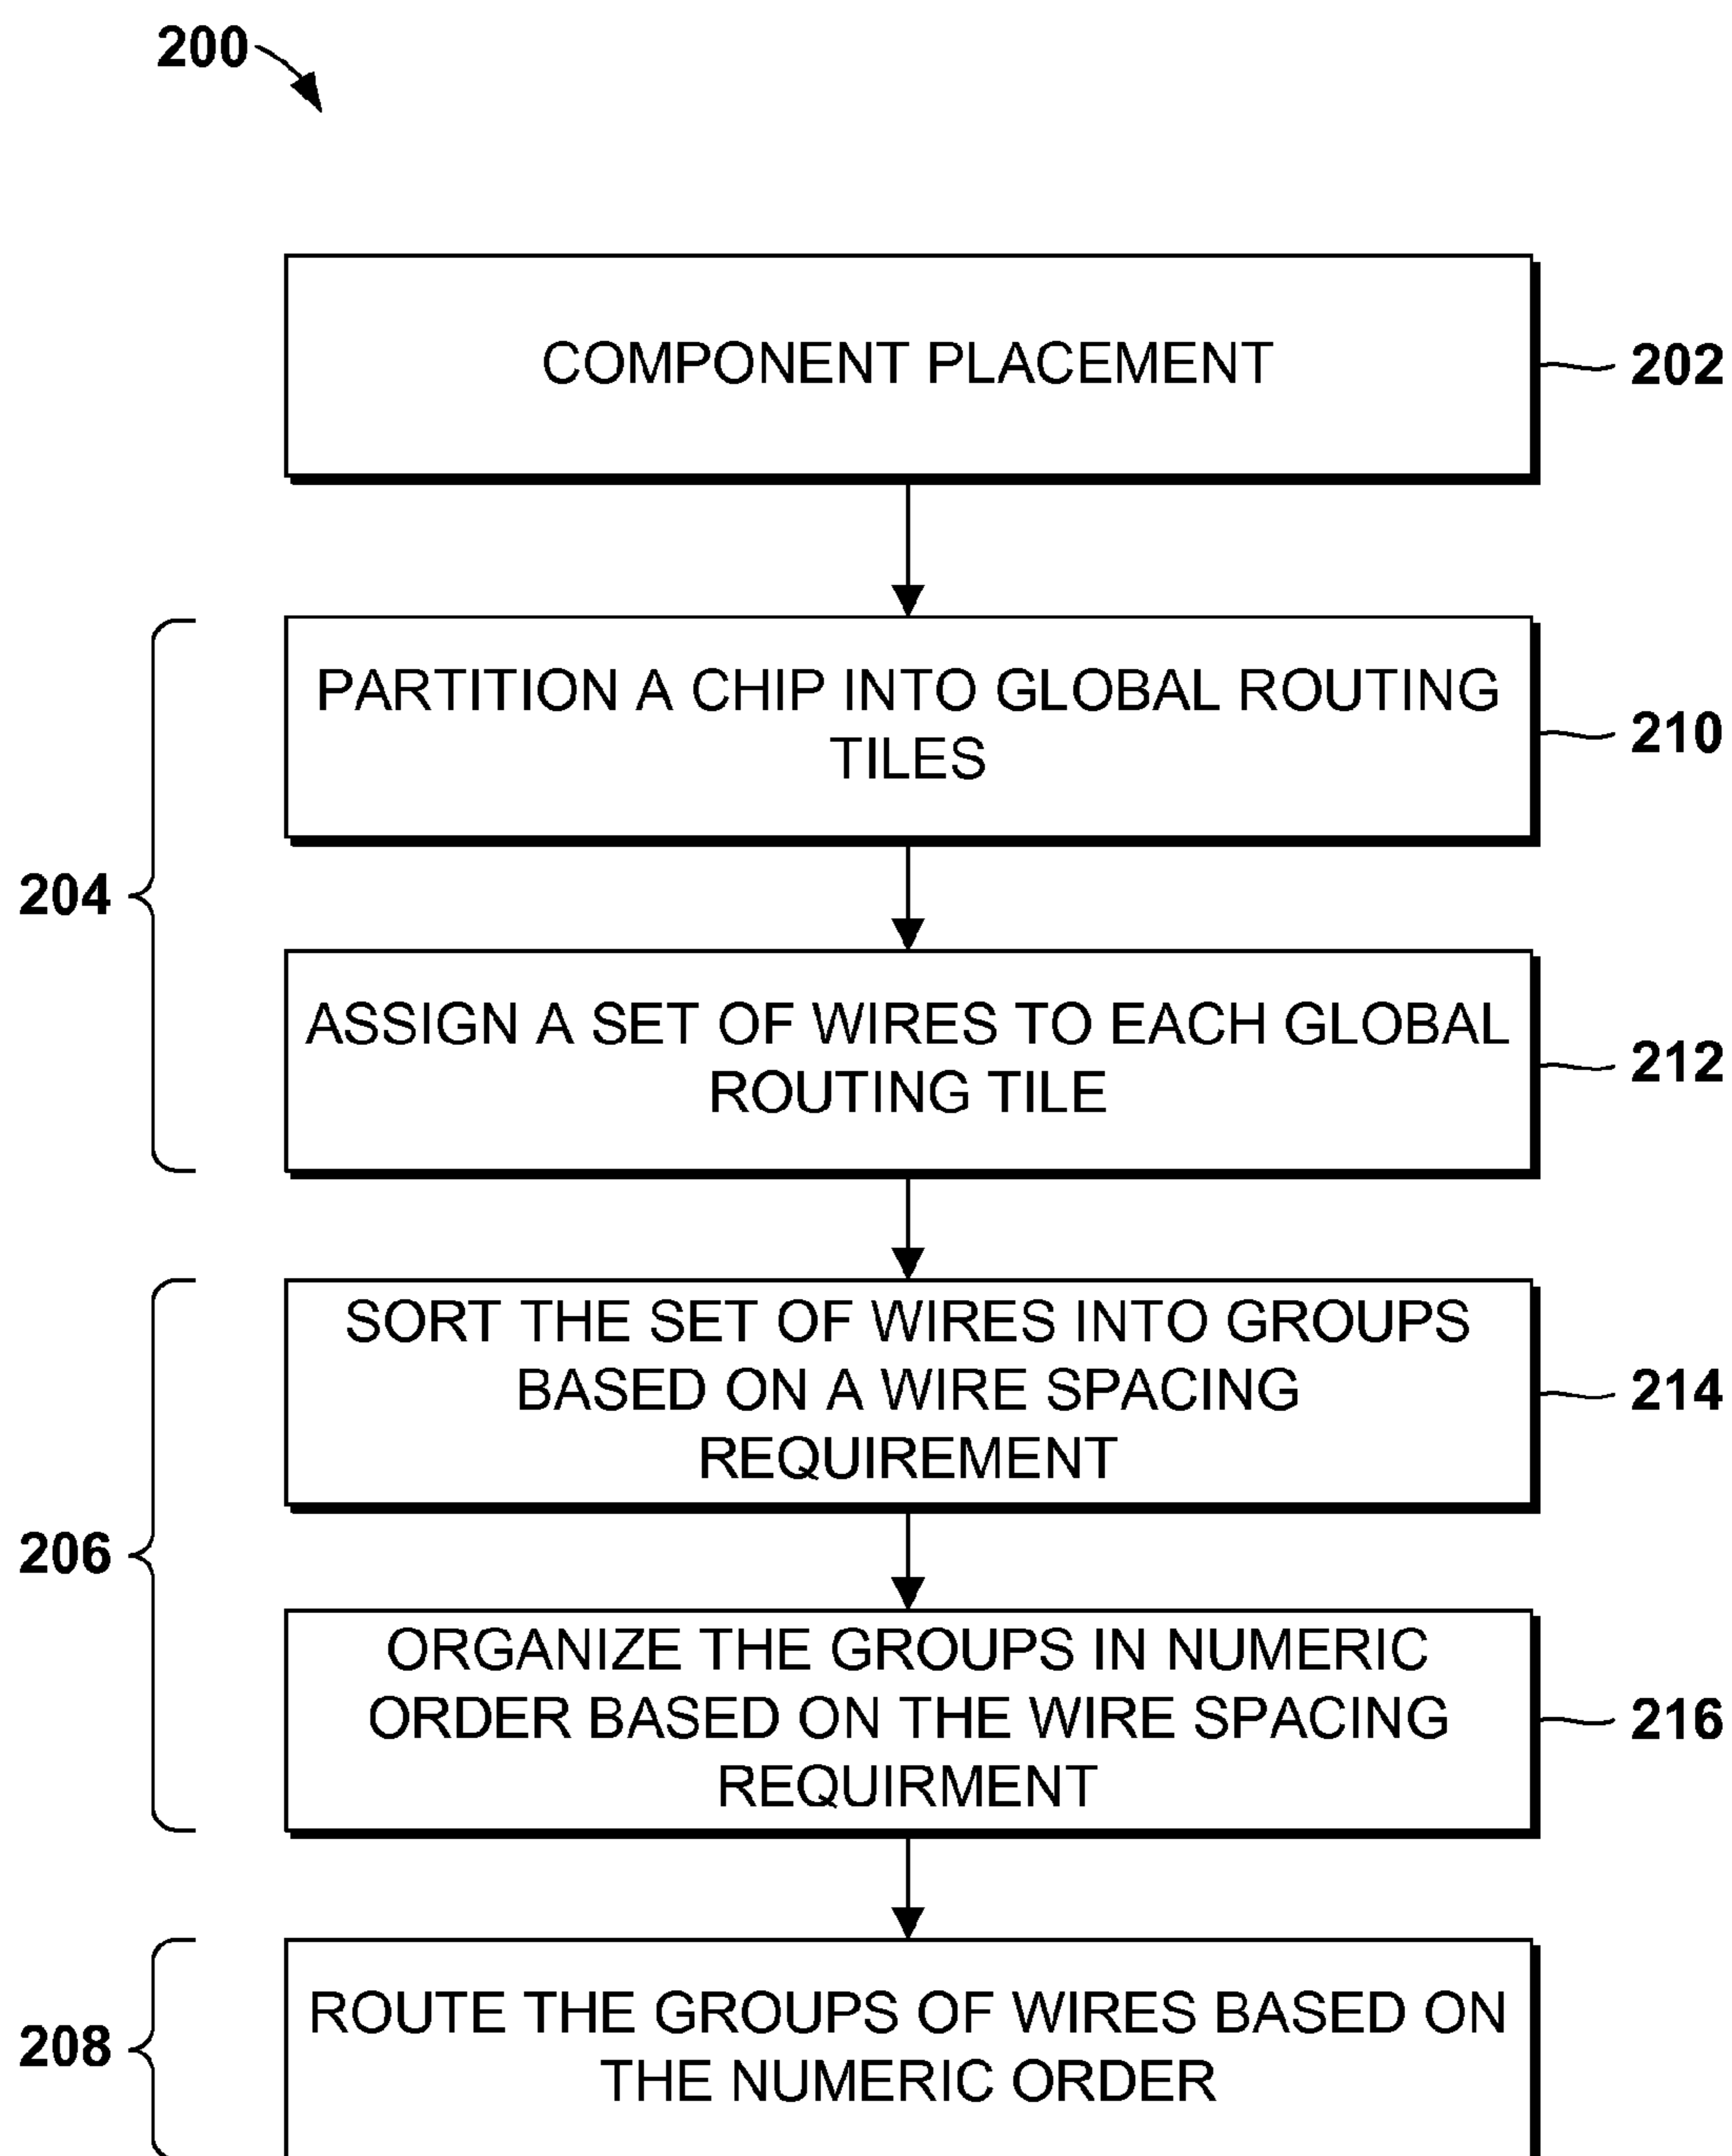 200
COMPONENT PLACEMENT
202
PARTITION A CHIP INTO GLOBAL ROUTING
TILES
210
204
ASSIGN A SET OF WIRES TO EACH GLOBAL
ROUTING TILE
212
SORT THE SET OF WIRES INTO GROUPS
BASED ON A WIRE SPACING
REQUIREMENT
214
206
ORGANIZE THE GROUPS IN NUMERIC
ORDER BASED ON THE WIRE SPACING
REQUIRMENT
216
208
ROUTE THE GROUPS OF WIRES BASED ON
THE NUMERIC ORDER